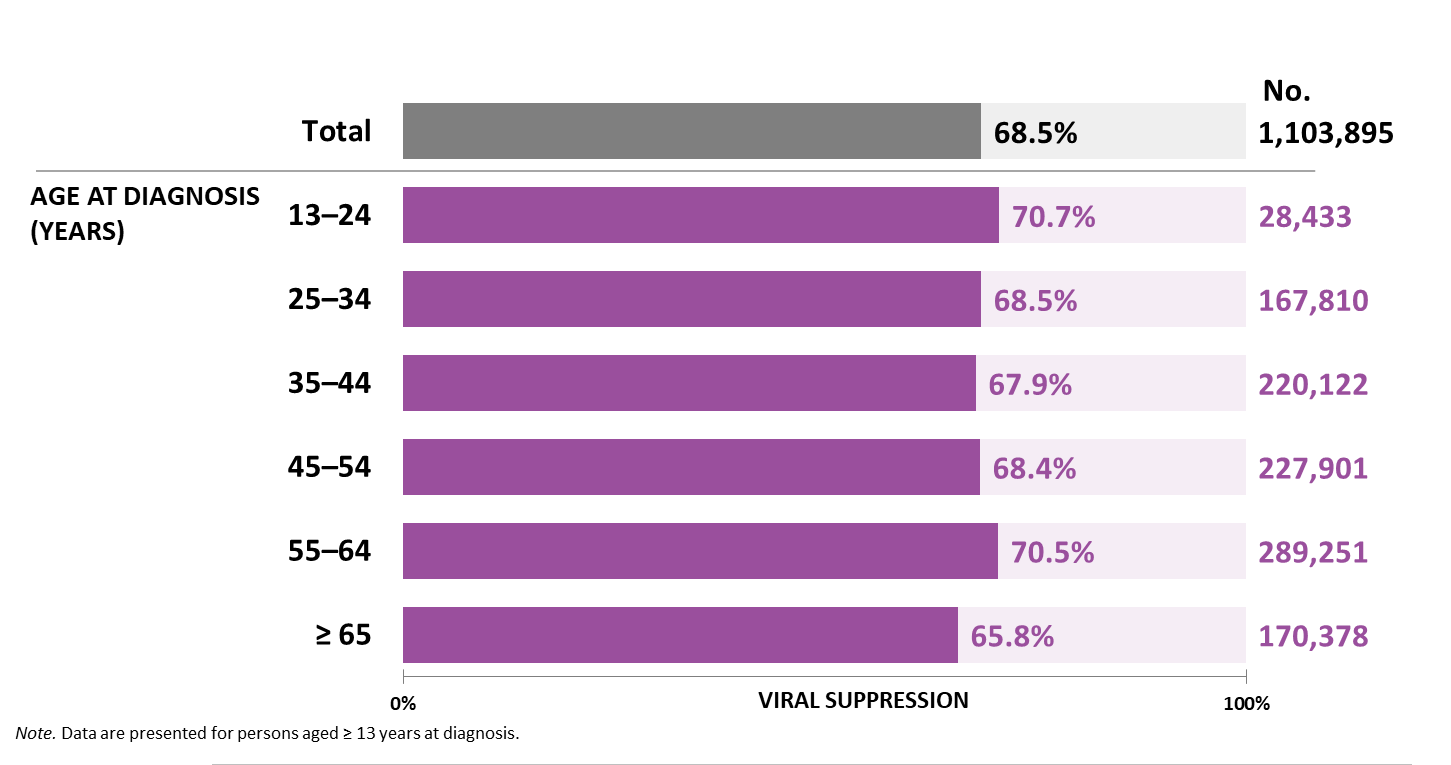 No.
Total 68.5% 1,103,895
AGE AT DIAGNOSIS
(YEARS)
13–24 70.7% 28,433
25–34 68.5% 167,810
35–44 67.9% 220,122
45–54 68.4% 227,901
55–64 70.5% 289,251
≥ 65 65.8% 170,378
0% VIRAL SUPPRESSION 100%
Note. Data are presented for persons aged ≥ 13 years at diagnosis.